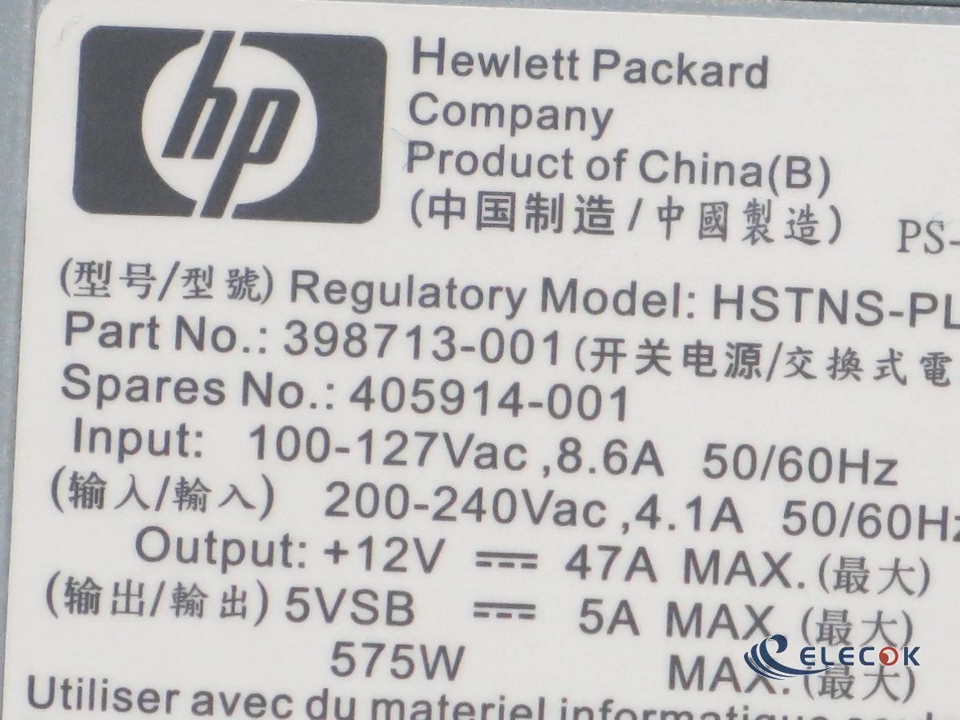 hp
Hewlett Packard
Company
Product of China(B)
(中国制造/中國製造)
PS-
(型号/型號) Regulatory Model: HSTNS-PL
Part No.: 398713-001(开关电源/交換式電
Spares No.: 405914-001
Input: 100-127Vac ,8.6A 50/60Hz
(输入/輸入) 200-240Vac ,4.1A 50/60Hz
Output: +12V ⎓ 47A MAX.(最大)
(输出/輸出) 5VSB ⎓ 5A MAX.(最大)
575W MAX.(最大)
ELECOK
Utiliser avec du materiel informatique